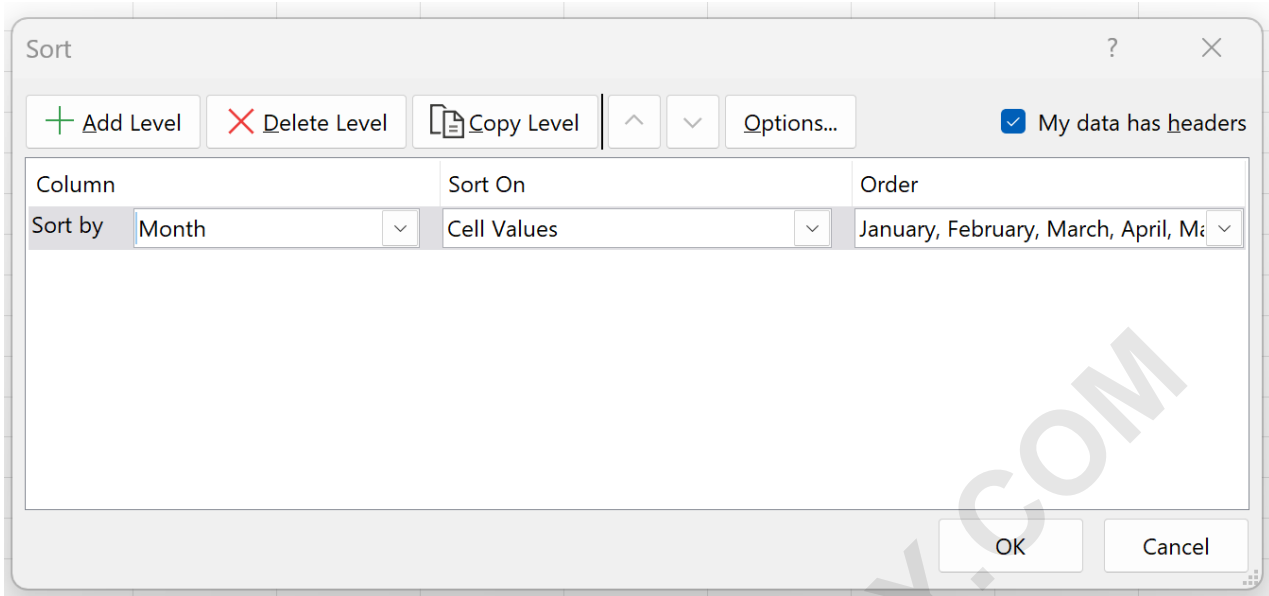 Sort ?
Add Level Delete Level Copy Level Options... My data has headers
Column Sort On Order
Sort by Month Cell Values January, February, March, April, Ma
OK Cancel
Y.COM